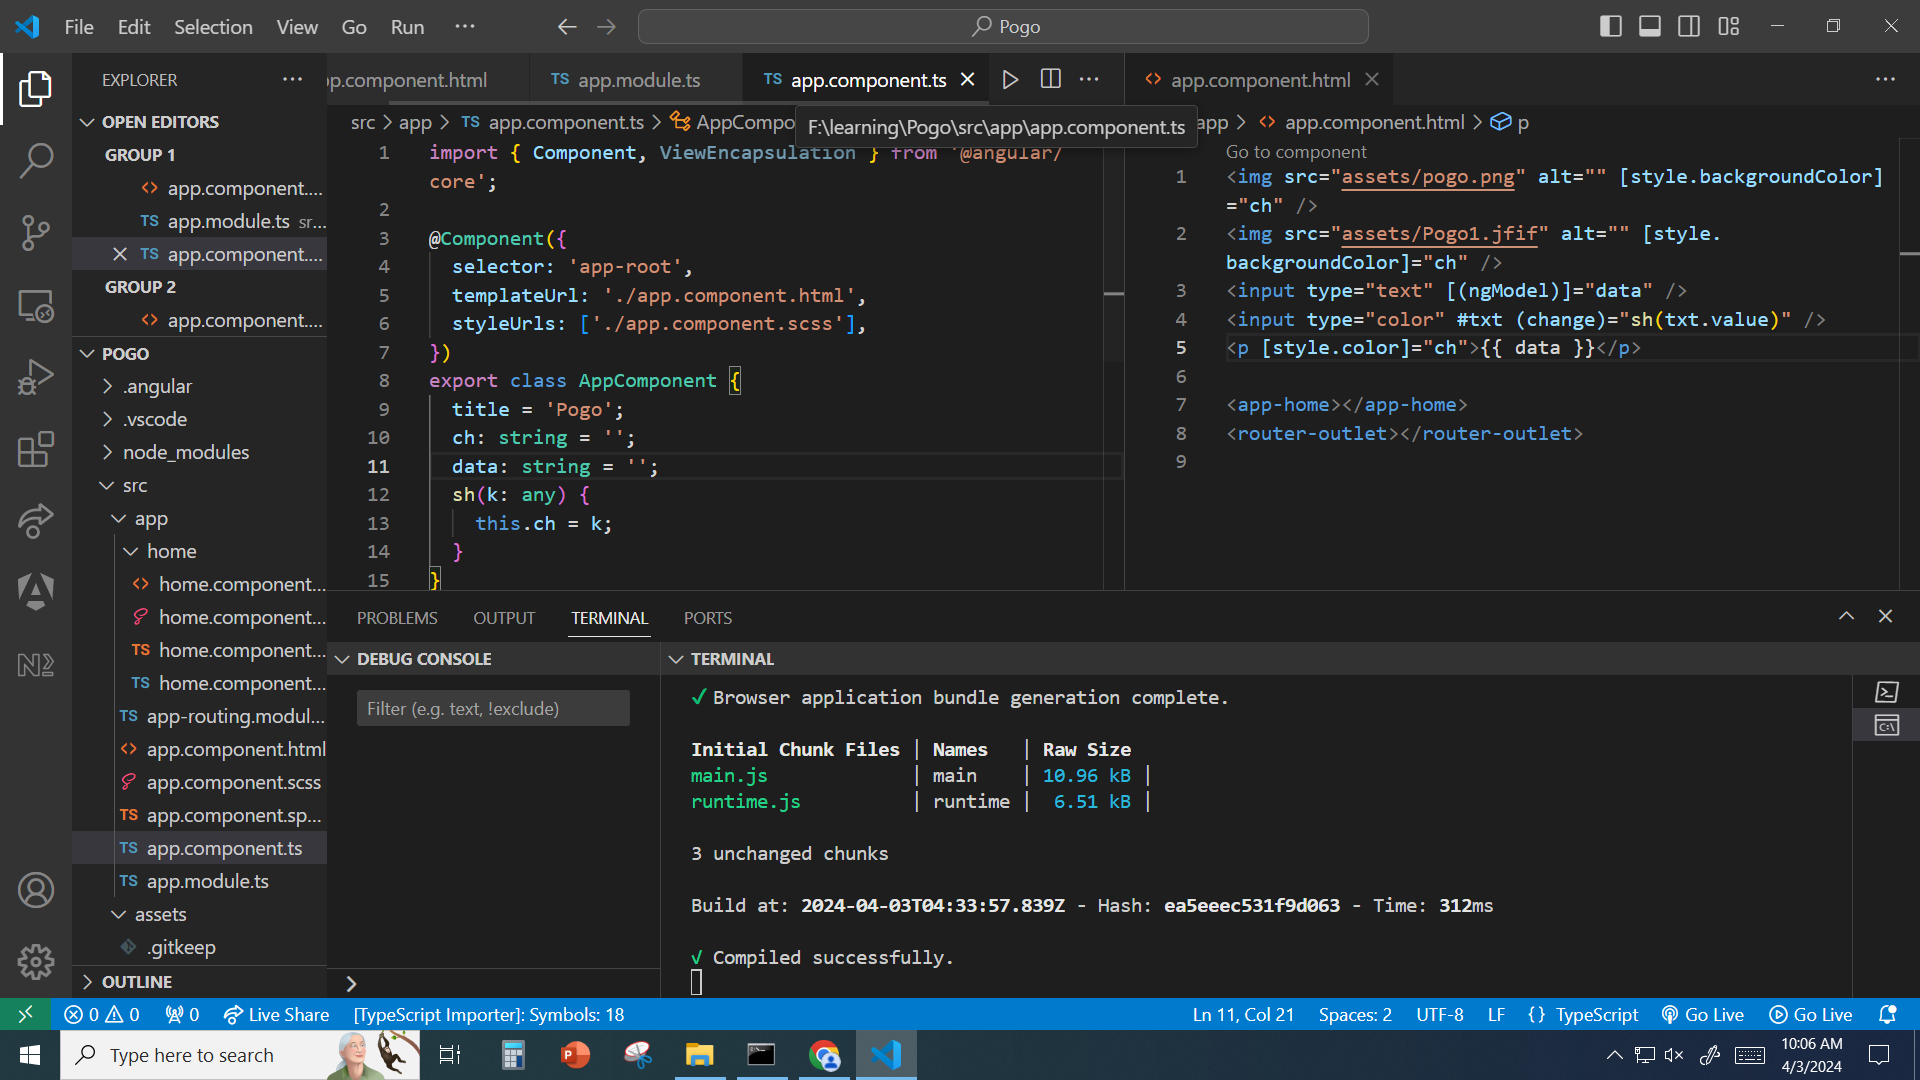 File Edit Selection View Go Run ··· Pogo
EXPLORER ···
OPEN EDITORS
GROUP 1
app.component....
TS app.module.ts sr...
TS app.component....
GROUP 2
app.component....
POGO
.angular
.vscode
node_modules
src
app
home
home.component...
home.component...
TS home.component...
TS home.component...
TS app-routing.modul...
app.component.html
app.component.scss
TS app.component.sp...
TS app.component.ts
TS app.module.ts
assets
.gitkeep
OUTLINE
pp.component.html TS app.module.ts TS app.component.ts ···
src > app > TS app.component.ts > AppCompo
F:\learning\Pogo\src\app\app.component.ts
1 import { Component, ViewEncapsulation } from '@angular/
core';
2
3 @Component({
4 selector: 'app-root',
5 templateUrl: './app.component.html',
6 styleUrls: ['./app.component.scss'],
7 })
8 export class AppComponent {
9 title = 'Pogo';
10 ch: string = '';
11 data: string = '';
12 sh(k: any) {
13 this.ch = k;
14 }
15 }
app.component.html ···
app > <> app.component.html > p
Go to component
1 <img src="assets/pogo.png" alt="" [style.backgroundColor]
="ch" />
2 <img src="assets/Pogo1.jfif" alt="" [style.
backgroundColor]="ch" />
3 <input type="text" [(ngModel)]="data" />
4 <input type="color" #txt (change)="sh(txt.value)" />
5 <p [style.color]="ch">{{ data }}</p>
6
7 <app-home></app-home>
8 <router-outlet></router-outlet>
9
PROBLEMS OUTPUT TERMINAL PORTS
DEBUG CONSOLE
Filter (e.g. text, !exclude)
TERMINAL
✓ Browser application bundle generation complete.
Initial Chunk Files | Names | Raw Size
main.js | main | 10.96 kB |
runtime.js | runtime | 6.51 kB |
3 unchanged chunks
Build at: 2024-04-03T04:33:57.839Z - Hash: ea5eeec531f9d063 - Time: 312ms
√ Compiled successfully.
0 0 0 Live Share [TypeScript Importer]: Symbols: 18 Ln 11, Col 21 Spaces: 2 UTF-8 LF {} TypeScript Go Live Go Live
Type here to search
10:06 AM
4/3/2024